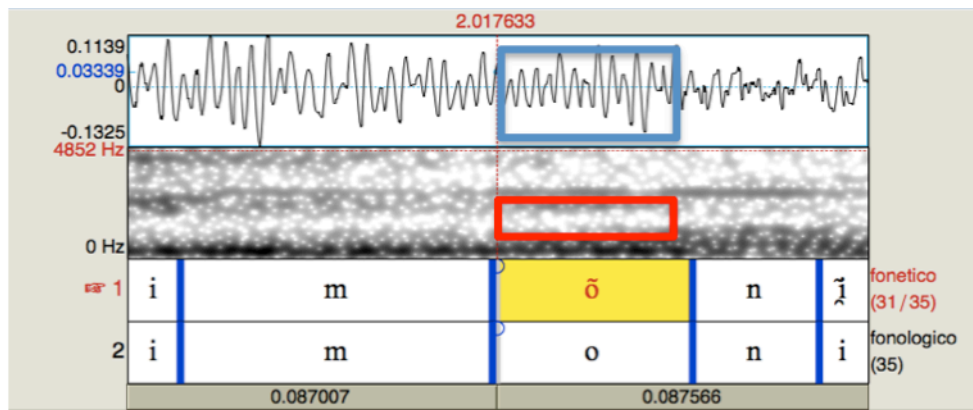 2.017633
0.1139
0.03339
0
-0.1325
4852 Hz
0 Hz
☞ 1 i m õ n ḭ̃ fonetico
(31/35)
2 i m o n i fonologico
(35)
0.087007 0.087566